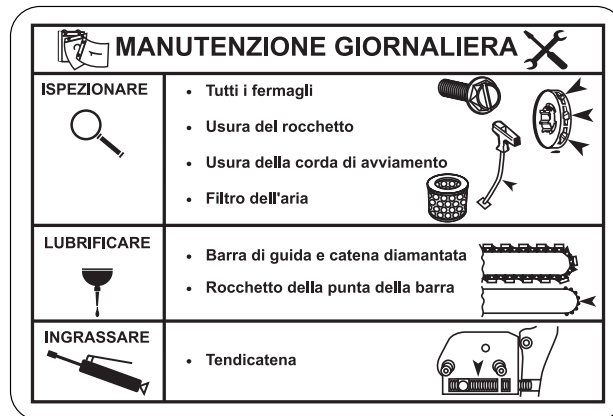 MANUTENZIONE GIORNALIERA
ISPEZIONARE
• Tutti i fermagli
• Usura del rocchetto
• Usura della corda di avviamento
• Filtro dell'aria
LUBRIFICARE
• Barra di guida e catena diamantata
• Rocchetto della punta della barra
INGRASSARE
• Tendicatena